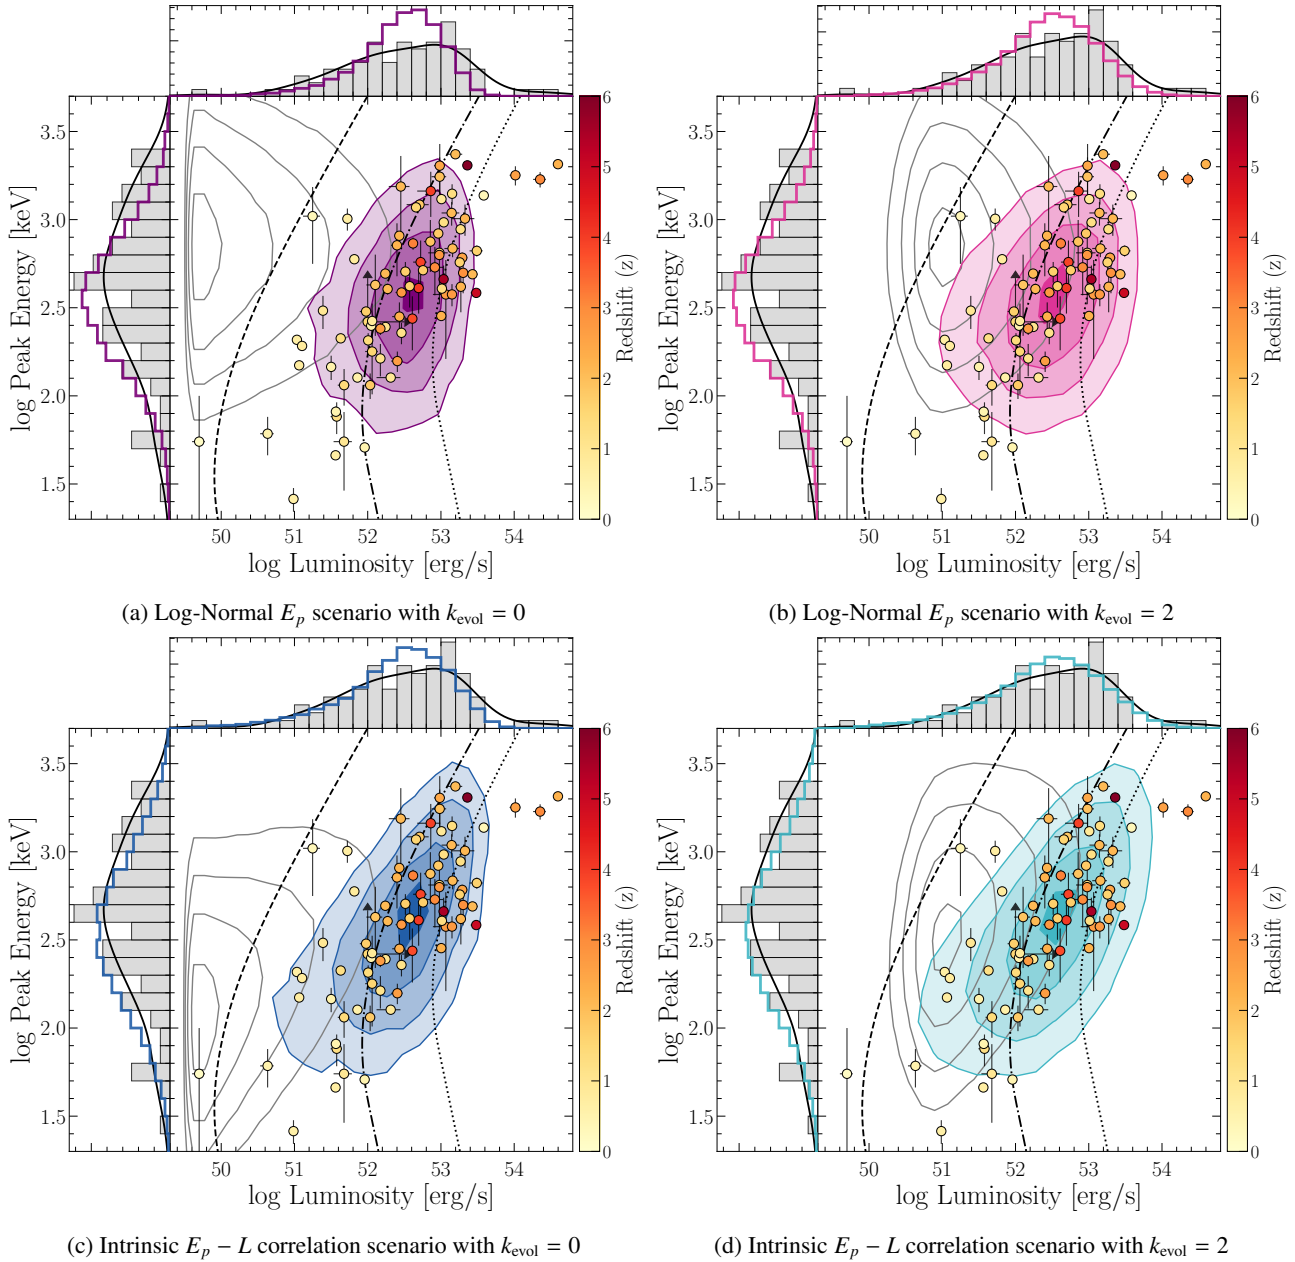 3.5
3.0
2.5
2.0
1.5
log Peak Energy [keV]
50 51 52 53 54
log Luminosity [erg/s]
6
5
4
3
2
1
0
Redshift (z)
(a) Log-Normal E_p scenario with k_evol = 0
3.5
3.0
2.5
2.0
1.5
log Peak Energy [keV]
50 51 52 53 54
log Luminosity [erg/s]
6
5
4
3
2
1
0
Redshift (z)
(b) Log-Normal E_p scenario with k_evol = 2
3.5
3.0
2.5
2.0
1.5
log Peak Energy [keV]
50 51 52 53 54
log Luminosity [erg/s]
6
5
4
3
2
1
0
Redshift (z)
(c) Intrinsic E_p − L correlation scenario with k_evol = 0
3.5
3.0
2.5
2.0
1.5
log Peak Energy [keV]
50 51 52 53 54
log Luminosity [erg/s]
6
5
4
3
2
1
0
Redshift (z)
(d) Intrinsic E_p − L correlation scenario with k_evol = 2